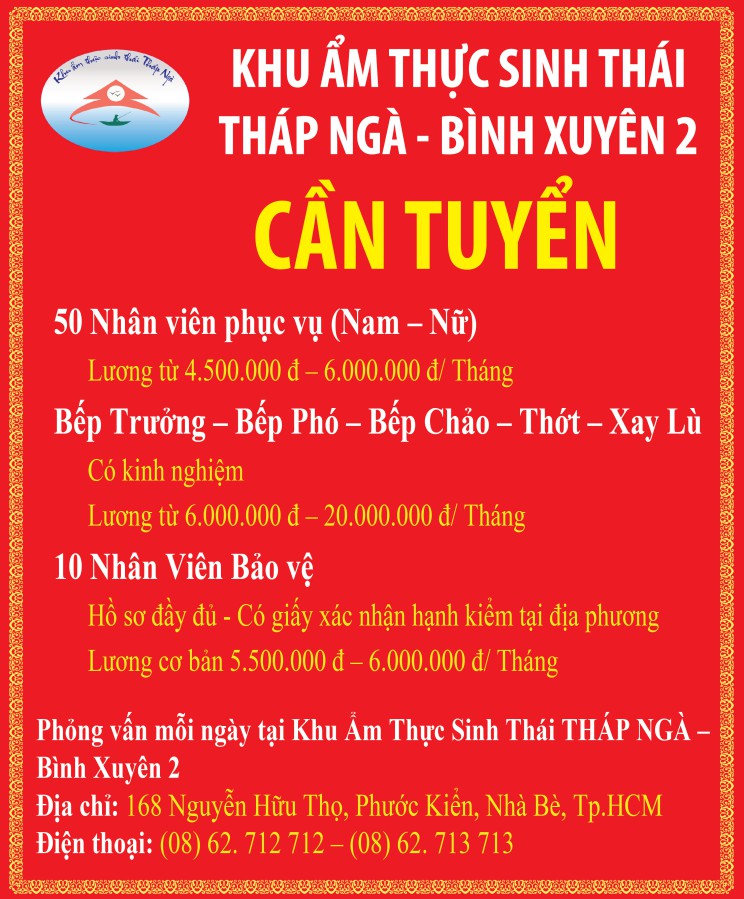 Khu ẩm thực sinh thái Tháp Ngà
KHU ẨM THỰC SINH THÁI
THÁP NGÀ - BÌNH XUYÊN 2
CẦN TUYỂN
50 Nhân viên phục vụ (Nam – Nữ)
Lương từ 4.500.000 đ – 6.000.000 đ/ Tháng
Bếp Trưởng – Bếp Phó – Bếp Chảo – Thớt – Xay Lù
Có kinh nghiệm
Lương từ 6.000.000 đ – 20.000.000 đ/ Tháng
10 Nhân Viên Bảo vệ
Hồ sơ đầy đủ - Có giấy xác nhận hạnh kiểm tại địa phương
Lương cơ bản 5.500.000 đ – 6.000.000 đ/ Tháng
Phỏng vấn mỗi ngày tại Khu Ẩm Thực Sinh Thái THÁP NGÀ –
Bình Xuyên 2
Địa chỉ: 168 Nguyễn Hữu Thọ, Phước Kiển, Nhà Bè, Tp.HCM
Điện thoại: (08) 62. 712 712 – (08) 62. 713 713